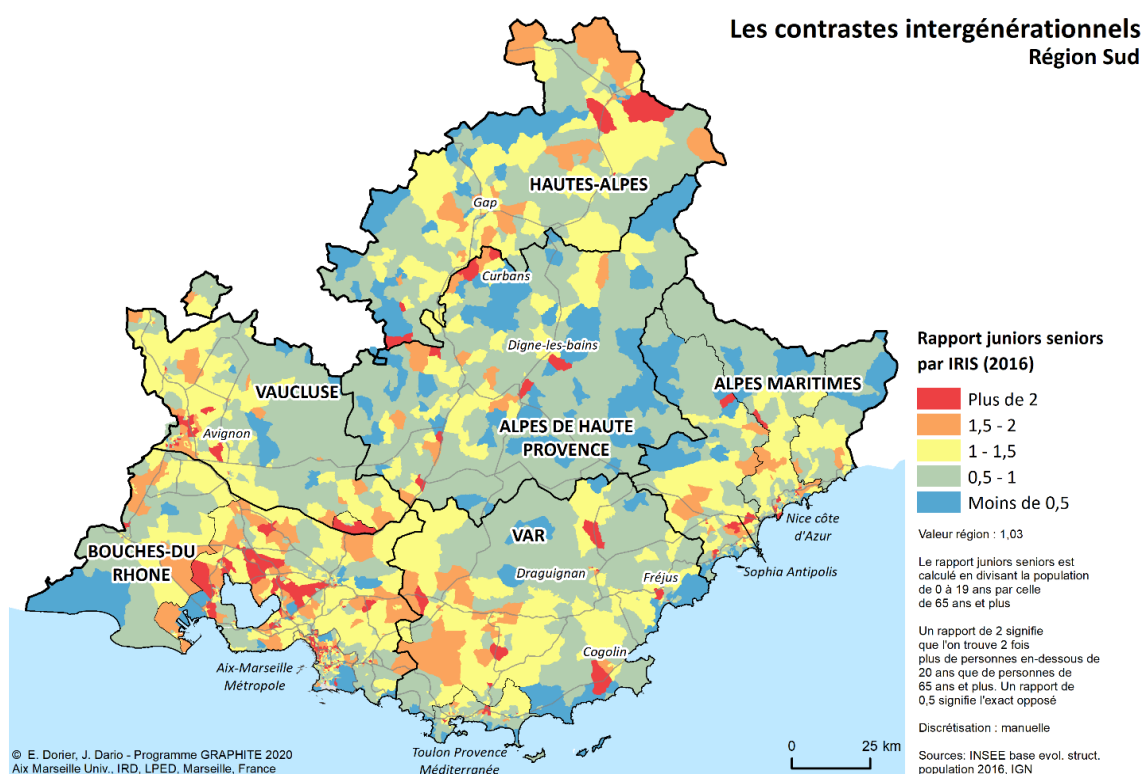 Les contrastes intergénérationnels
Région Sud
HAUTES-ALPES
Gap
Curbans
Digne-les-bains
VAUCLUSE
ALPES MARITIMES
Avignon
ALPES DE HAUTE
PROVENCE
VAR
BOUCHES-DU
RHONE
Nice côte
d'Azur
Draguignan
Fréjus
Sophia Antipolis
Cogolin
Aix-Marseille
Métropole
Toulon Provence
Méditerranée
Rapport juniors seniors
par IRIS (2016)
Plus de 2
1,5 - 2
1 - 1,5
0,5 - 1
Moins de 0,5
Valeur région : 1,03
Le rapport juniors seniors est
calculé en divisant la population
de 0 à 19 ans par celle
de 65 ans et plus
Un rapport de 2 signifie
que l'on trouve 2 fois
plus de personnes en-dessous de
20 ans que de personnes de
65 ans et plus. Un rapport de
0,5 signifie l'exact opposé
Discrétisation : manuelle
Sources: INSEE base evol. struct.
population 2016, IGN
0 25 km
© E. Dorier, J. Dario - Programme GRAPHITE 2020
Aix Marseille Univ., IRD, LPED, Marseille, France